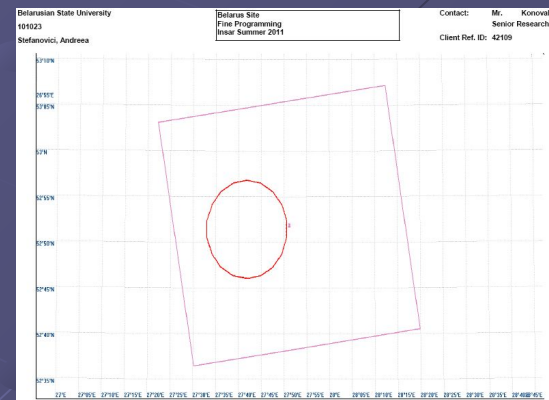 Belarusian State University
101023
Stefanovici, Andreea
Belarus Site
Fine Programming
Insar Summer 2011
Contact: Mr. Konoval
Senior Research
Client Ref. ID: 42109
53°10'N
53°05'N
53°N
52°55'N
52°50'N
52°45'N
52°40'N
52°35'N
27°E 27°05'E 27°10'E 27°15'E 27°20'E 27°25'E 27°30'E 27°35'E 27°40'E 27°45'E 27°50'E 27°55'E 28°E 28°05'E 28°10'E 28°15'E 28°20'E 28°25'E 28°30'E 28°35'E